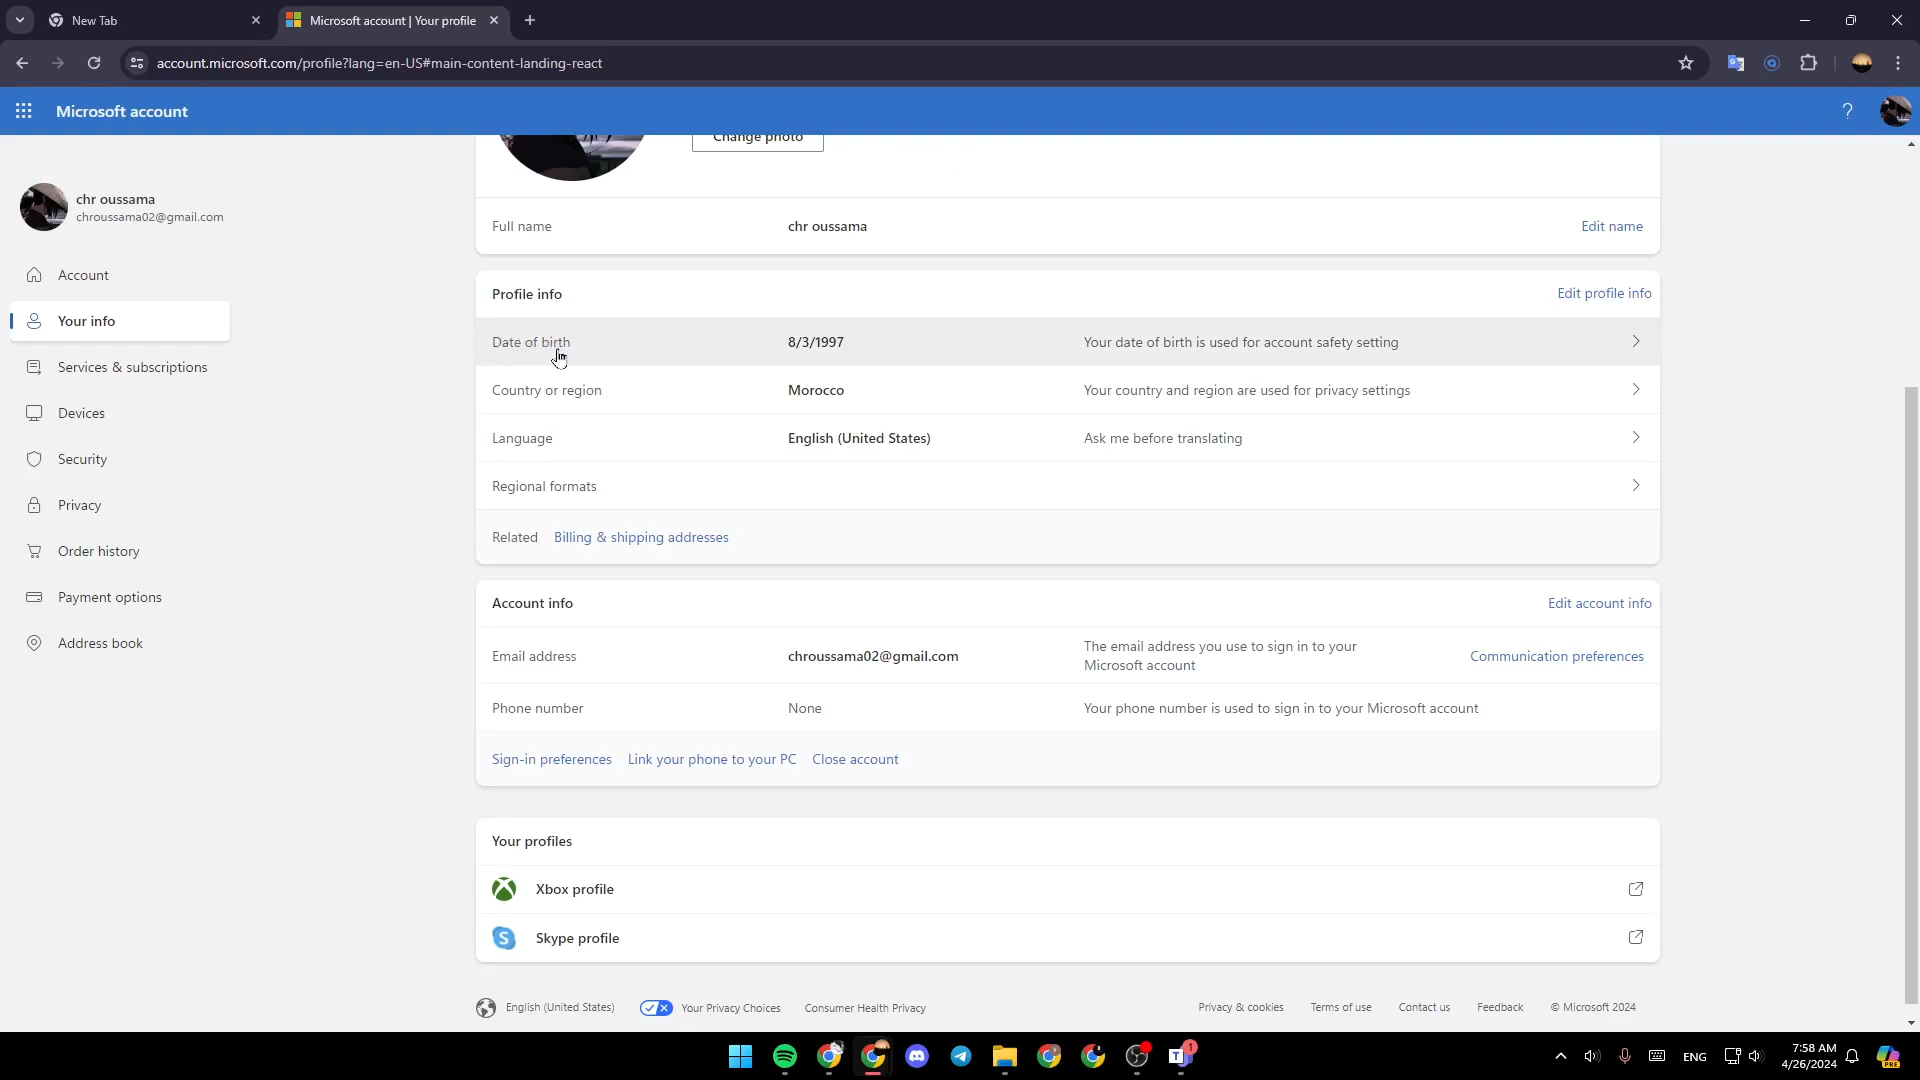 New Tab
Microsoft account | Your profile
account.microsoft.com/profile?lang=en-US#main-content-landing-react
Microsoft account
?
Change photo
chr oussama
chroussama02@gmail.com
Full name chr oussama Edit name
Account
Your info
Services & subscriptions
Devices
Security
Privacy
Order history
Payment options
Address book
Profile info Edit profile info
Date of birth 8/3/1997 Your date of birth is used for account safety setting
Country or region Morocco Your country and region are used for privacy settings
Language English (United States) Ask me before translating
Regional formats
Related Billing & shipping addresses
Account info Edit account info
Email address chroussama02@gmail.com The email address you use to sign in to your
Microsoft account
Communication preferences
Phone number None Your phone number is used to sign in to your Microsoft account
Sign-in preferences Link your phone to your PC Close account
Your profiles
Xbox profile
Skype profile
English (United States) Your Privacy Choices Consumer Health Privacy Privacy & cookies Terms of use Contact us Feedback © Microsoft 2024
1
ENG
7:58 AM
4/26/2024
PRE